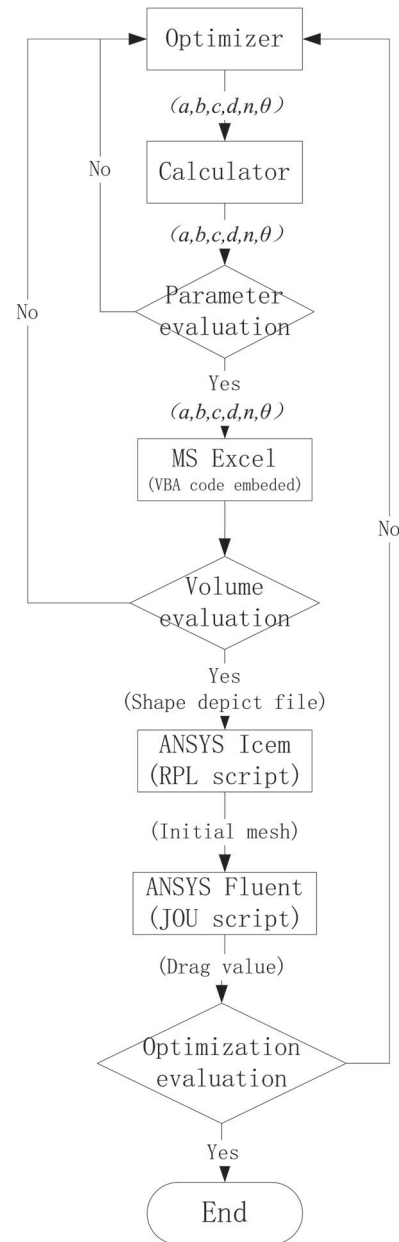 Optimizer
(a,b,c,d,n,θ)
No
Calculator
(a,b,c,d,n,θ)
No
Parameter
evaluation
Yes
(a,b,c,d,n,θ)
MS Excel
(VBA code embeded)
No
Volume
evaluation
Yes
(Shape depict file)
ANSYS Icem
(RPL script)
(Initial mesh)
ANSYS Fluent
(JOU script)
(Drag value)
Optimization
evaluation
Yes
End